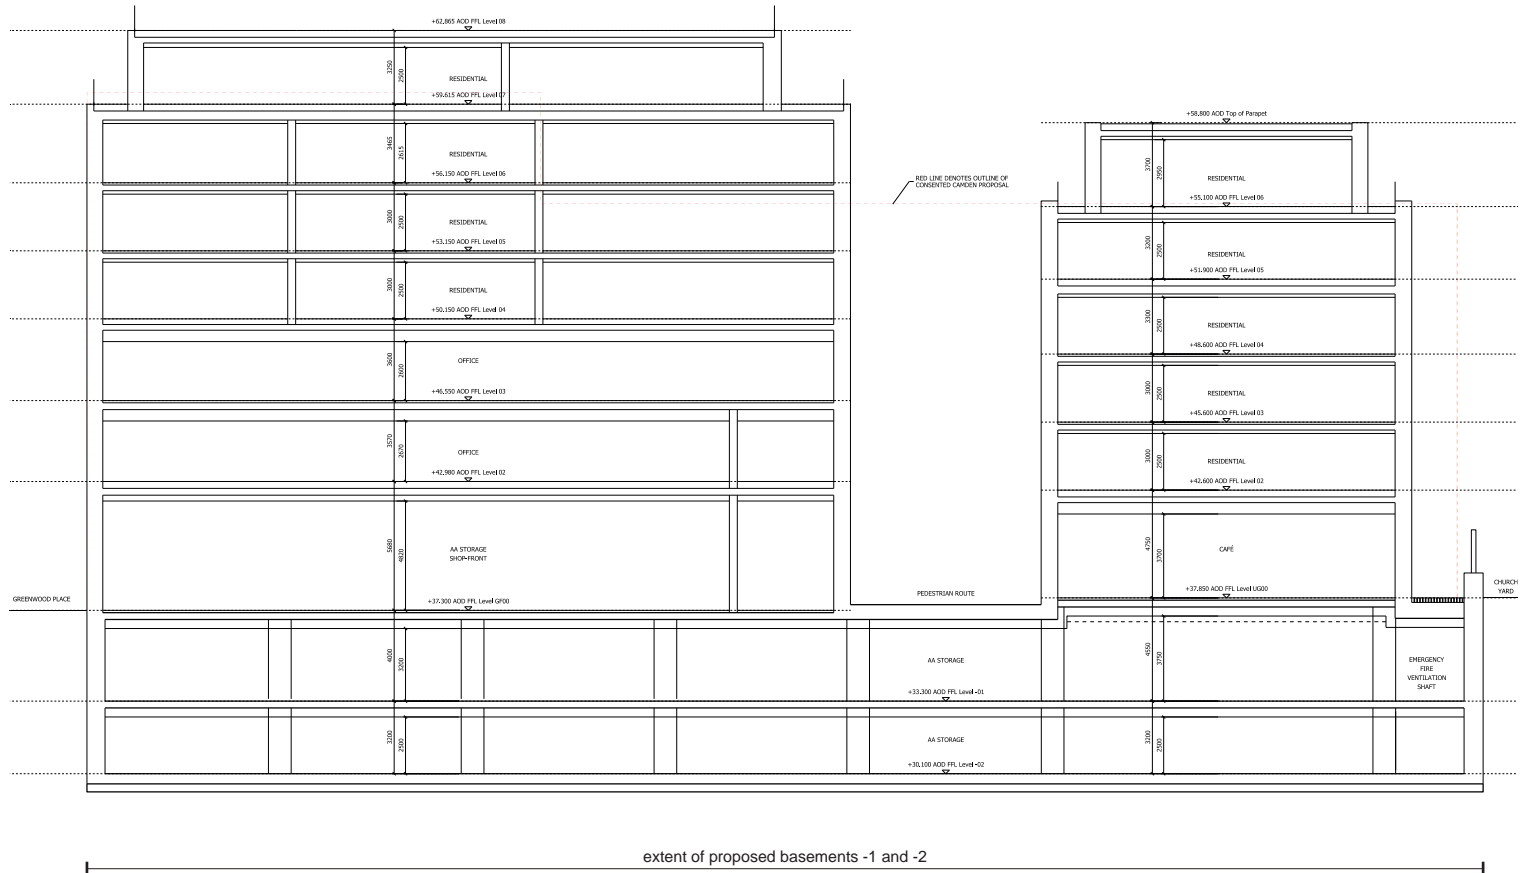 +62.865 AOD FFL Level 08
3250
2500
RESIDENTIAL
+59.615 AOD FFL Level 07
3465
2615
RESIDENTIAL
+56.150 AOD FFL Level 06
3000
2500
RESIDENTIAL
+53.150 AOD FFL Level 05
3000
2500
RESIDENTIAL
+50.150 AOD FFL Level 04
3600
2600
OFFICE
+46.550 AOD FFL Level 03
3570
2670
OFFICE
+42.980 AOD FFL Level 02
5680
4820
AA STORAGE
SHOP-FRONT
+37.300 AOD FFL Level GF00
GREENWOOD PLACE
RED LINE DENOTES OUTLINE OF
CONSENTED CAMDEN PROPOSAL
PEDESTRIAN ROUTE
+58.800 AOD Top of Parapet
3700
2950
RESIDENTIAL
+55.100 AOD FFL Level 06
3200
2500
RESIDENTIAL
+51.900 AOD FFL Level 05
3300
2500
RESIDENTIAL
+48.600 AOD FFL Level 04
3000
2500
RESIDENTIAL
+45.600 AOD FFL Level 03
3000
2500
RESIDENTIAL
+42.600 AOD FFL Level 02
4750
3700
CAFÉ
+37.850 AOD FFL Level UG00
CHURCH
YARD
4000
3200
AA STORAGE
+33.300 AOD FFL Level -01
4550
3750
EMERGENCY
FIRE
VENTILATION
SHAFT
3200
2500
AA STORAGE
+30.100 AOD FFL Level -02
3200
2500
extent of proposed basements -1 and -2